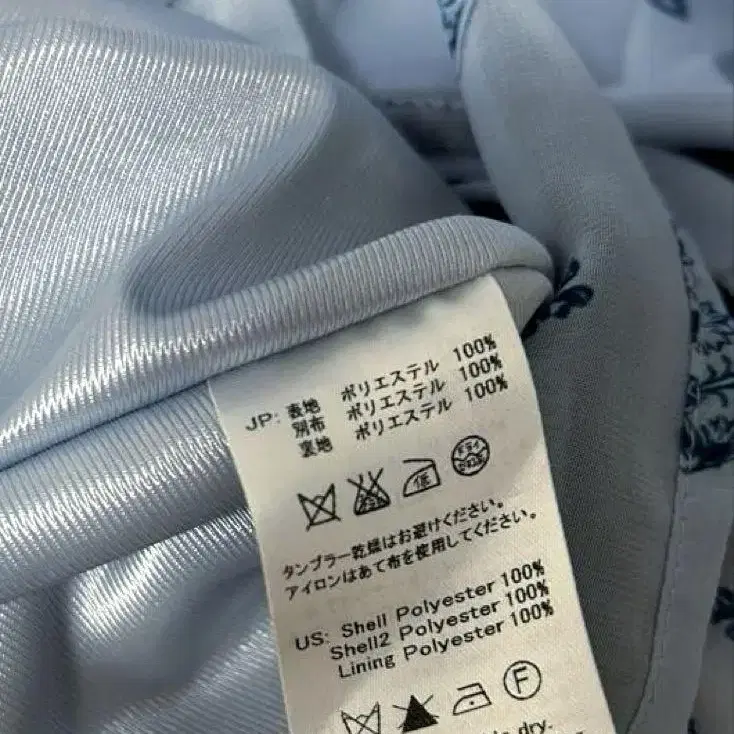 JP: 表地 ポリエステル 100%
別布 ポリエステル 100%
裏地 ポリエステル 100%
低
タンブラー乾燥はお避けください。
アイロンはあて布を使用してください。
US: Shell Polyester 100%
Shell2 Polyester 100%
Lining Polyester 100%
F
dry.